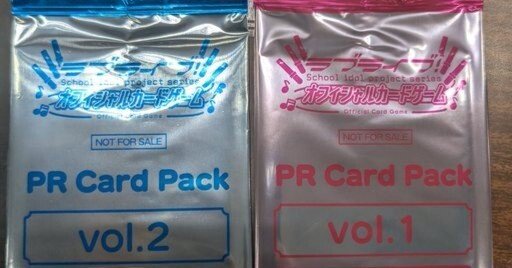 ラブライブ!
School idol project series
オフィシャルカードゲーム
Official Card Game
NOT FOR SALE
PR Card Pack
vol.2
ラブライブ!
School idol project series
オフィシャルカードゲーム
Official Card Game
NOT FOR SALE
PR Card Pack
vol.1